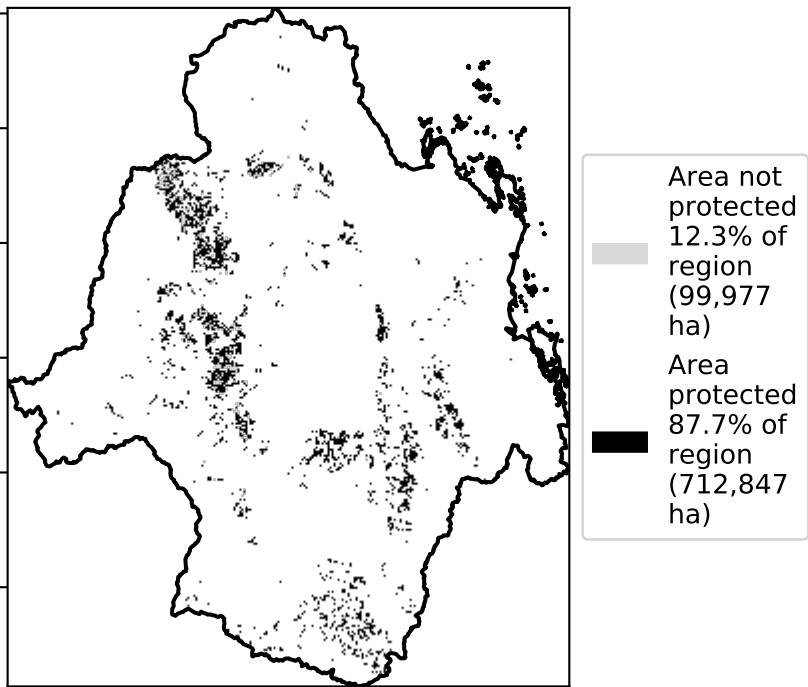 Area not
protected
12.3% of
region
(99,977
ha)
Area
protected
87.7% of
region
(712,847
ha)